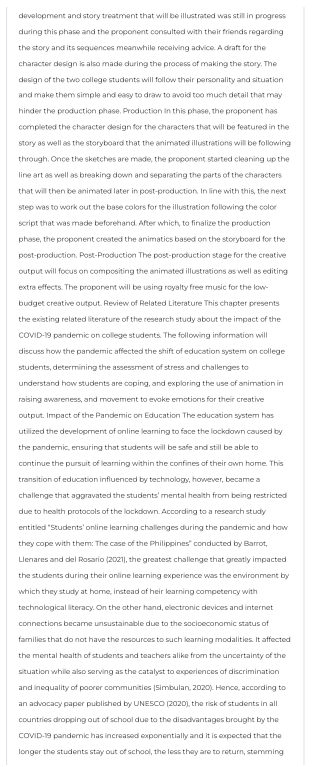 development and story treatment that will be illustrated was still in progress
during this phase and the proponent consulted with their friends regarding
the story and its sequences meanwhile receiving advice. A draft for the
character design is also made during the process of making the story. The
design of the two college students will follow their personality and situation
and make them simple and easy to draw to avoid too much detail that may
hinder the production phase. Production In this phase, the proponent has
completed the character design for the characters that will be featured in the
story as well as the storyboard that the animated illustrations will be following
through. Once the sketches are made, the proponent started cleaning up the
line art as well as breaking down and separating the parts of the characters
that will then be animated later in post-production. In line with this, the next
step was to work out the base colors for the illustration following the color
script that was made beforehand. After which, to finalize the production
phase, the proponent created the animatics based on the storyboard for the
post-production. Post-Production The post-production stage for the creative
output will focus on compositing the animated illustrations as well as editing
extra effects. The proponent will be using royalty free music for the low-
budget creative output. Review of Related Literature This chapter presents
the existing related literature of the research study about the impact of the
COVID-19 pandemic on college students. The following information will
discuss how the pandemic affected the shift of education system on college
students, determining the assessment of stress and challenges to
understand how students are coping, and exploring the use of animation in
raising awareness, and movement to evoke emotions for their creative
output. Impact of the Pandemic on Education The education system has
utilized the development of online learning to face the lockdown caused by
the pandemic, ensuring that students will be safe and still be able to
continue the pursuit of learning within the confines of their own home. This
transition of education influenced by technology, however, became a
challenge that aggravated the students’ mental health from being restricted
due to health protocols of the lockdown. According to a research study
entitled “Students’ online learning challenges during the pandemic and how
they cope with them: The case of the Philippines” conducted by Barrot,
Llenares and del Rosario (2021), the greatest challenge that greatly impacted
the students during their online learning experience was the environment by
which they study at home, instead of heir learning competency with
technological literacy. On the other hand, electronic devices and internet
connections became unsustainable due to the socioeconomic status of
families that do not have the resources to such learning modalities. It affected
the mental health of students and teachers alike from the uncertainty of the
situation while also serving as the catalyst to experiences of discrimination
and inequality of poorer communities (Simbulan, 2020). Hence, according to
an advocacy paper published by UNESCO (2020), the risk of students in all
countries dropping out of school due to the disadvantages brought by the
COVID-19 pandemic has increased exponentially and it is expected that the
longer the students stay out of school, the less they are to return, stemming